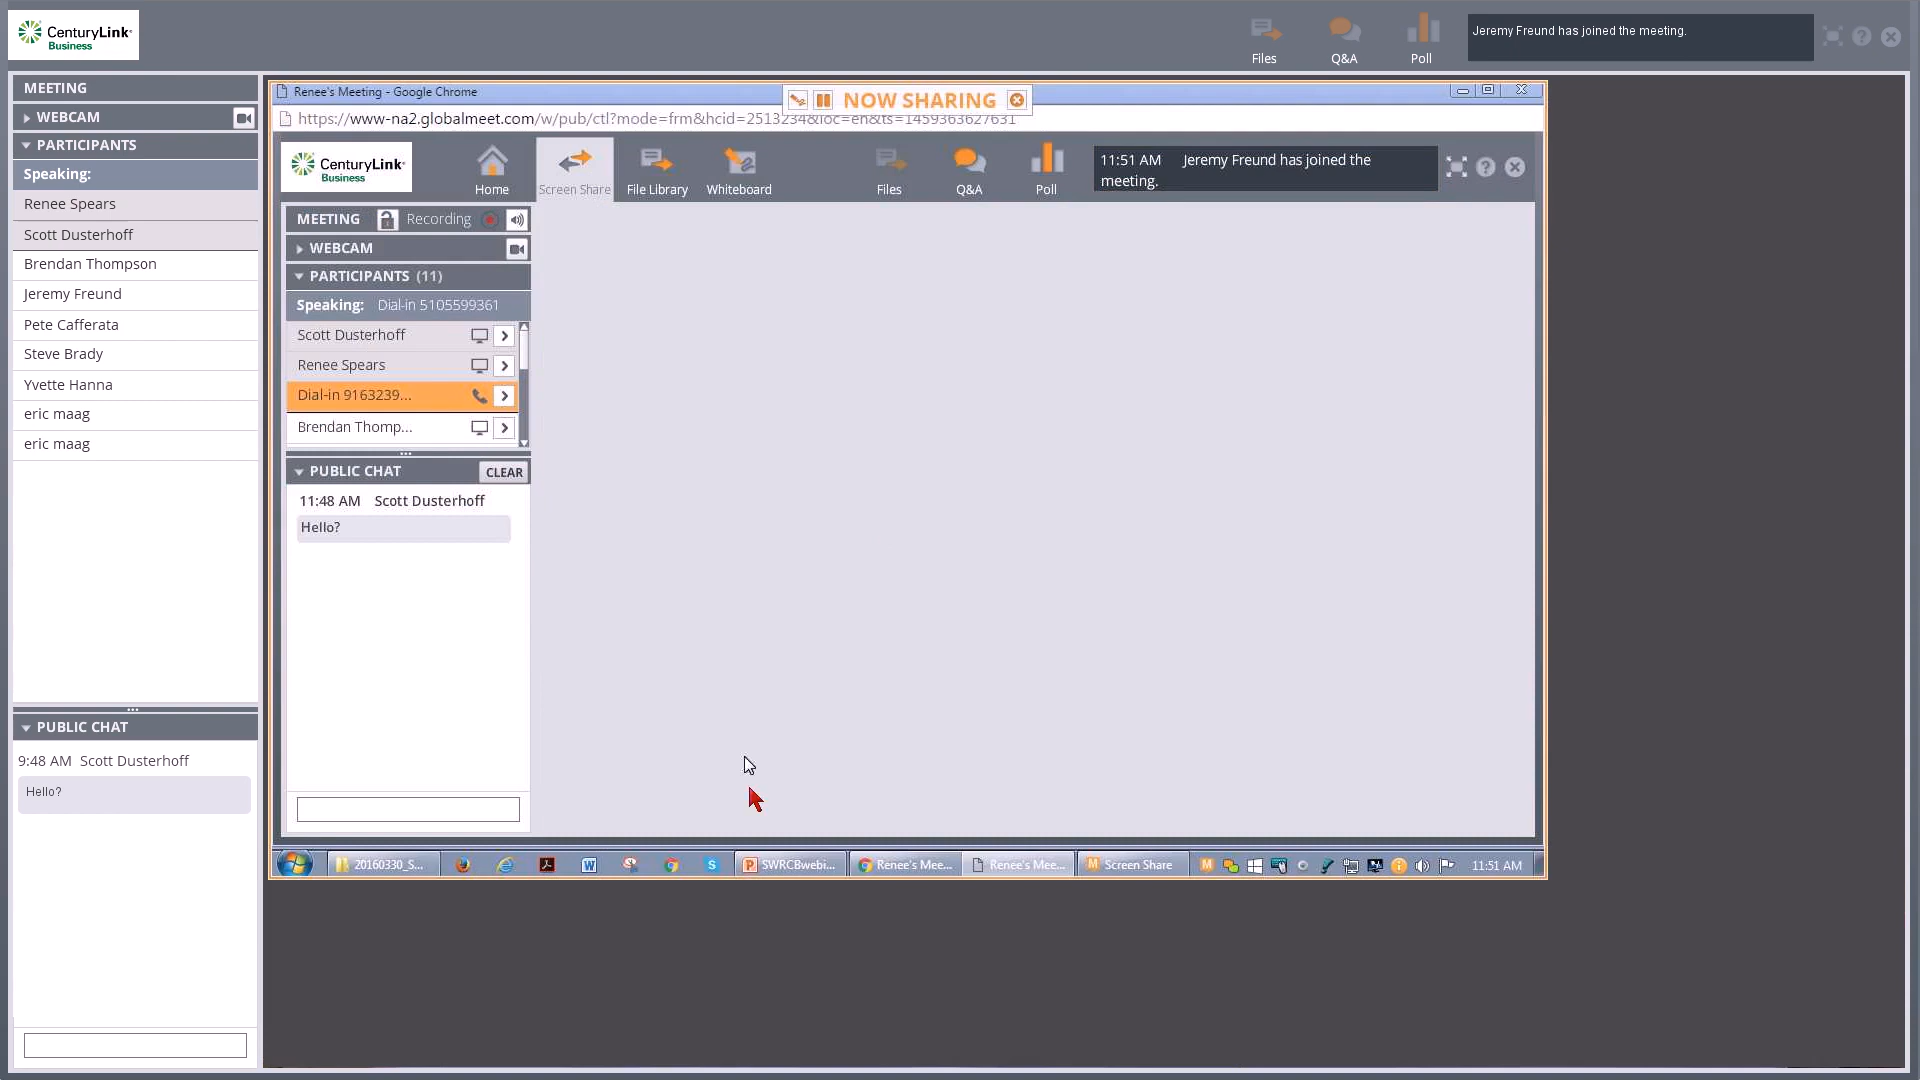 CenturyLink
Business
Files
Q&A
Poll
Jeremy Freund has joined the meeting.
MEETING
WEBCAM
PARTICIPANTS
Speaking:
Renee Spears
Scott Dusterhoff
Brendan Thompson
Jeremy Freund
Pete Cafferata
Steve Brady
Yvette Hanna
eric maag
eric maag
PUBLIC CHAT
9:48 AM Scott Dusterhoff
Hello?
Renee's Meeting - Google Chrome
NOW SHARING
https://www-na2.globalmeet.com/w/pub/ctl?mode=frm&hcid=2513234&loc=en&ts=1459363627631
CenturyLink
Business
Home
Screen Share
File Library
Whiteboard
Files
Q&A
Poll
11:51 AM Jeremy Freund has joined the
meeting.
MEETING Recording
WEBCAM
PARTICIPANTS (11)
Speaking: Dial-in 5105599361
Scott Dusterhoff
Renee Spears
Dial-in 9163239...
Brendan Thomp...
PUBLIC CHAT CLEAR
11:48 AM Scott Dusterhoff
Hello?
20160330_S...
SWRCBwebi...
Renee's Mee...
Renee's Mee...
Screen Share
11:51 AM